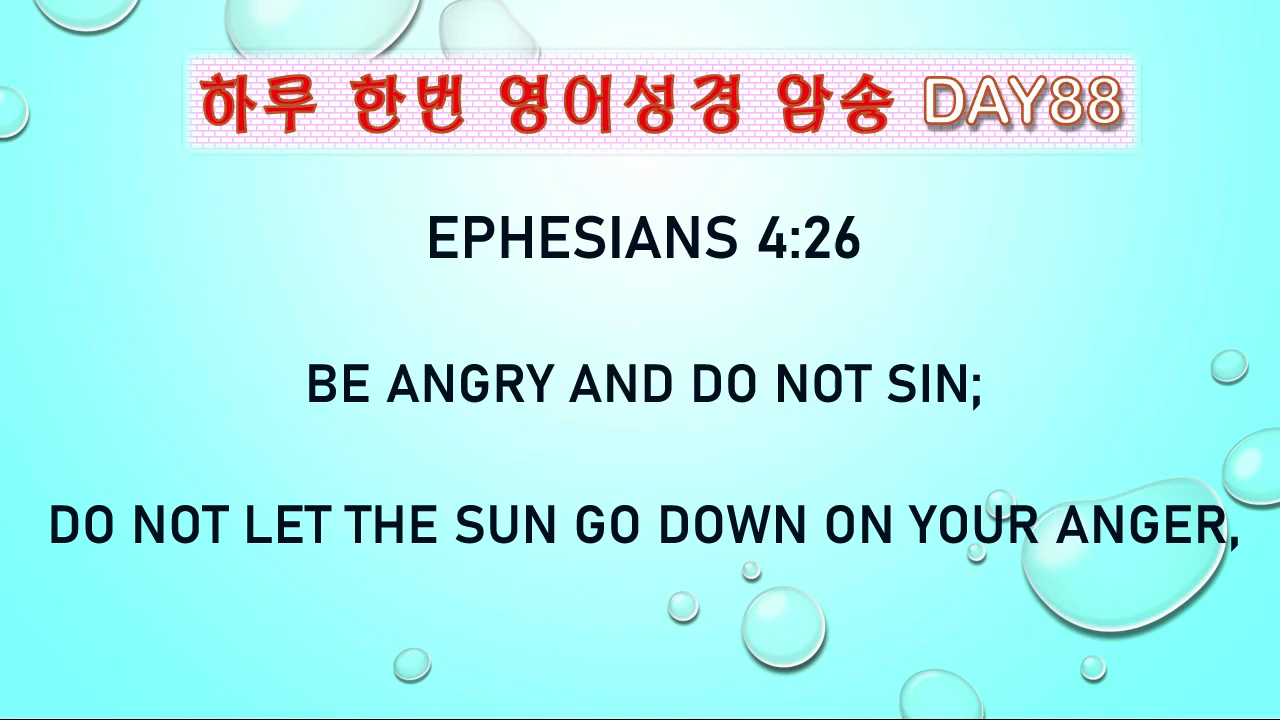 하루 한번 영어성경 암송 DAY88
EPHESIANS 4:26
BE ANGRY AND DO NOT SIN;
DO NOT LET THE SUN GO DOWN ON YOUR ANGER,